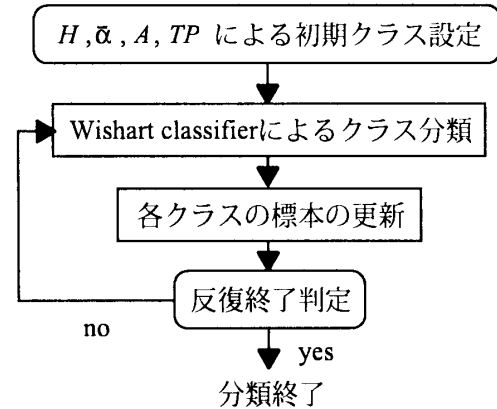 H , ᾱ , A , TP による初期クラス設定
Wishart classifierによるクラス分類
各クラスの標本の更新
反復終了判定
no
yes
分類終了